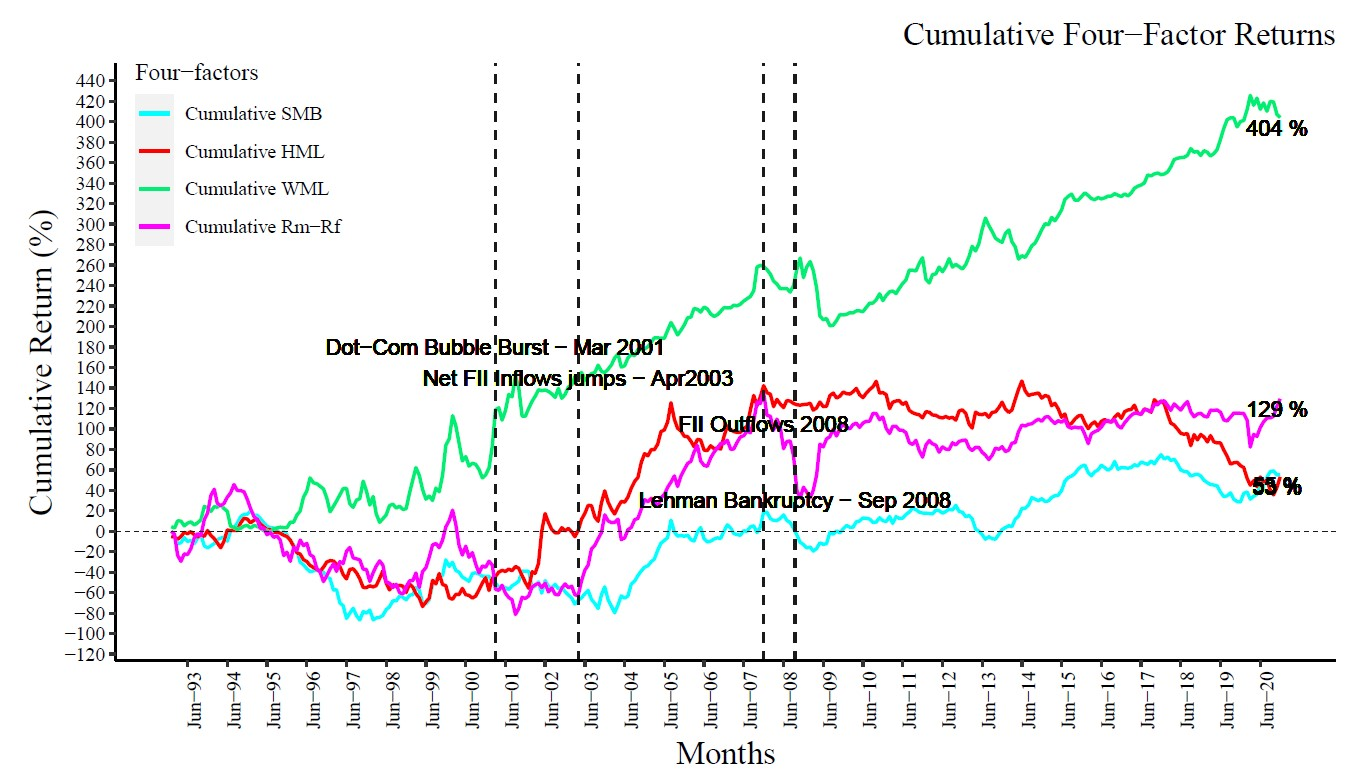 Cumulative Four−Factor Returns
Four−factors
Cumulative SMB
Cumulative HML
Cumulative WML
Cumulative Rm−Rf
Cumulative Return (%)
440
420
400
380
360
340
320
300
280
260
240
220
200
180
160
140
120
100
80
60
40
20
0
−20
−40
−60
−80
−100
−120
404 %
Dot−Com Bubble Burst − Mar 2001
Net FII Inflows jumps − Apr2003
129 %
FII Outflows 2008
Lehman Bankruptcy − Sep 2008
Jun−93
Jun−94
Jun−95
Jun−96
Jun−97
Jun−98
Jun−99
Jun−00
Jun−01
Jun−02
Jun−03
Jun−04
Jun−05
Jun−06
Jun−07
Jun−08
Jun−09
Jun−10
Jun−11
Jun−12
Jun−13
Jun−14
Jun−15
Jun−16
Jun−17
Jun−18
Jun−19
Jun−20
Months